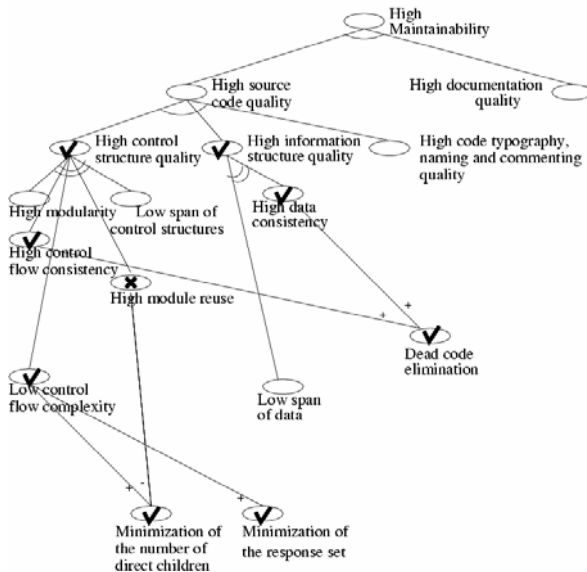 High
Maintainability
High source
code quality
High documentation
quality
High control
structure quality
High information
structure quality
High code typography,
naming and commenting
quality
High modularity
Low span of
control structures
High data
consistency
High control
flow consistency
High module reuse
+
+
Dead code
elimination
Low control
flow complexity
Low span
of data
+
-
+
Minimization of
the number of
direct children
Minimization of
the response set